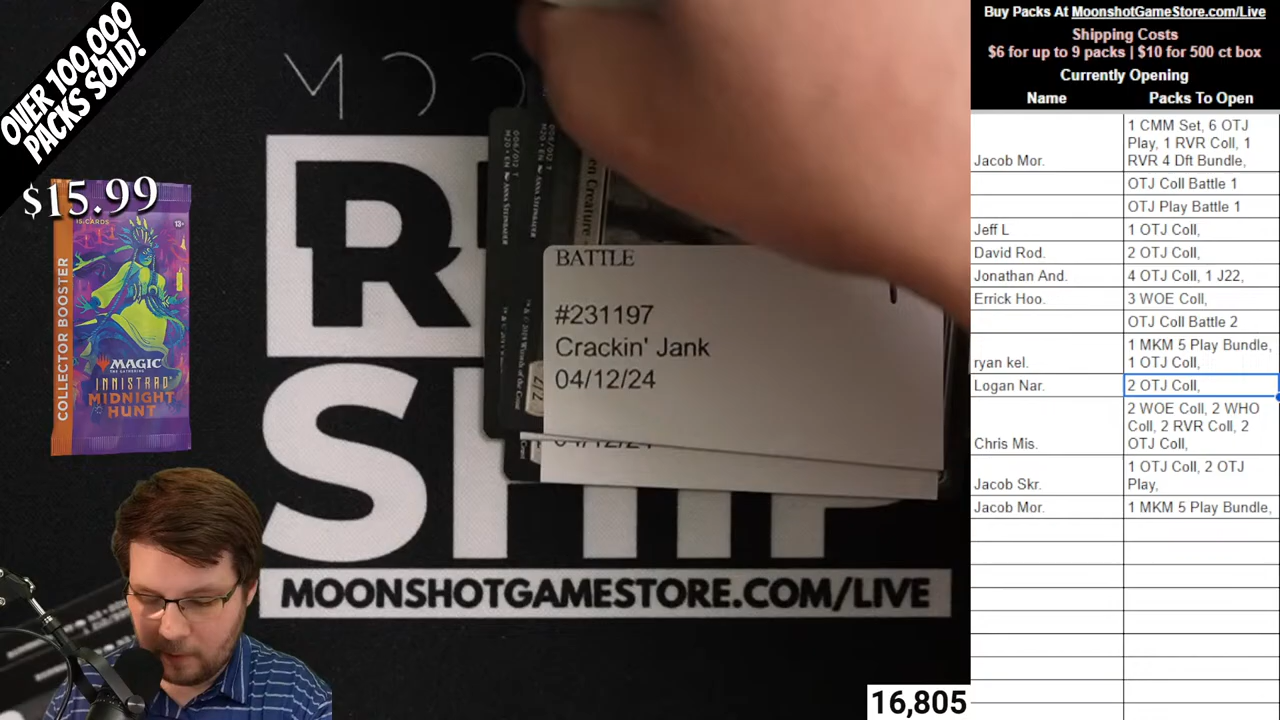 OVER 100,000
PACKS SOLD!
$15.99
15 CARDS
13+
COLLECTOR BOOSTER
MAGIC
THE GATHERING
INNISTRAD
MIDNIGHT
HUNT
MOO
SHIP
BATTLE
#231197
Crackin' Jank
04/12/24
MOONSHOTGAMESTORE.COM/LIVE
16,805
Buy Packs At MoonshotGameStore.com/Live
Shipping Costs
$6 for up to 9 packs | $10 for 500 ct box
Currently Opening
Name Packs To Open
Jacob Mor. 1 CMM Set, 6 OTJ
Play, 1 RVR Coll, 1
RVR 4 Dft Bundle,
OTJ Coll Battle 1
OTJ Play Battle 1
Jeff L 1 OTJ Coll,
David Rod. 2 OTJ Coll,
Jonathan And. 4 OTJ Coll, 1 J22,
Errick Hoo. 3 WOE Coll,
OTJ Coll Battle 2
ryan kel. 1 MKM 5 Play Bundle,
1 OTJ Coll,
Logan Nar. 2 OTJ Coll,
Chris Mis. 2 WOE Coll, 2 WHO
Coll, 2 RVR Coll, 2
OTJ Coll,
Jacob Skr. 1 OTJ Coll, 2 OTJ
Play,
Jacob Mor. 1 MKM 5 Play Bundle,